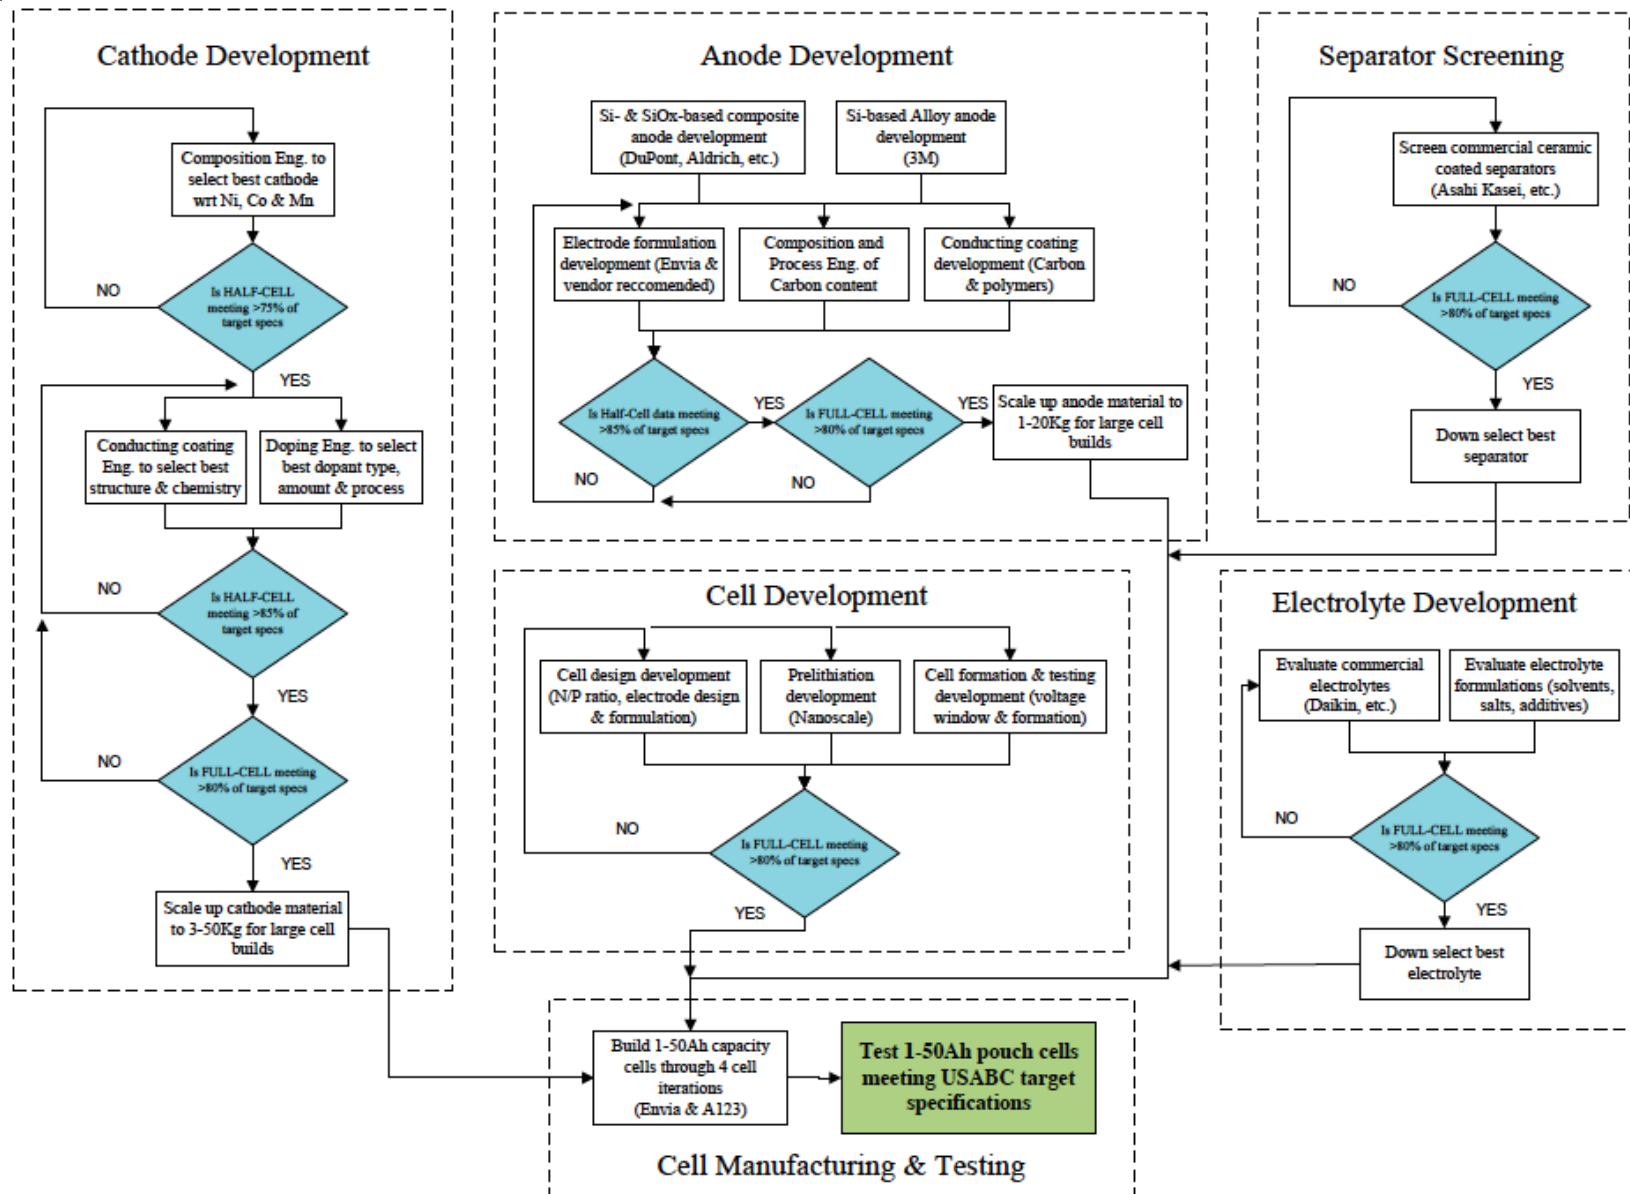 Cathode Development
Composition Eng. to
select best cathode
wrt Ni, Co & Mn
NO
Is HALF-CELL
meeting >75% of
target specs
YES
Conducting coating
Eng. to select best
structure & chemistry
Doping Eng. to select
best dopant type,
amount & process
NO
Is HALF-CELL
meeting >85% of
target specs
YES
NO
Is FULL-CELL meeting
>80% of target specs
YES
Scale up cathode material
to 3-50Kg for large cell
builds
Anode Development
Si- & SiOx-based composite
anode development
(DuPont, Aldrich, etc.)
Si-based Alloy anode
development
(3M)
Electrode formulation
development (Envia &
vendor reccomended)
Composition and
Process Eng. of
Carbon content
Conducting coating
development (Carbon
& polymers)
Is Half-Cell data meeting
>85% of target specs
YES
Is FULL-CELL meeting
>80% of target specs
YES
Scale up anode material to
1-20Kg for large cell
builds
NO
NO
Separator Screening
Screen commercial ceramic
coated separators
(Asahi Kasei, etc.)
NO
Is FULL-CELL meeting
>80% of target specs
YES
Down select best
separator
Cell Development
Cell design development
(N/P ratio, electrode design
& formulation)
Prelithiation
development
(Nanoscale)
Cell formation & testing
development (voltage
window & formation)
NO
Is FULL-CELL meeting
>80% of target specs
YES
Electrolyte Development
Evaluate commercial
electrolytes
(Daikin, etc.)
Evaluate electrolyte
formulations (solvents,
salts, additives)
NO
Is FULL-CELL meeting
>80% of target specs
YES
Down select best
electrolyte
Build 1-50Ah capacity
cells through 4 cell
iterations
(Envia & A123)
Test 1-50Ah pouch cells
meeting USABC target
specifications
Cell Manufacturing & Testing